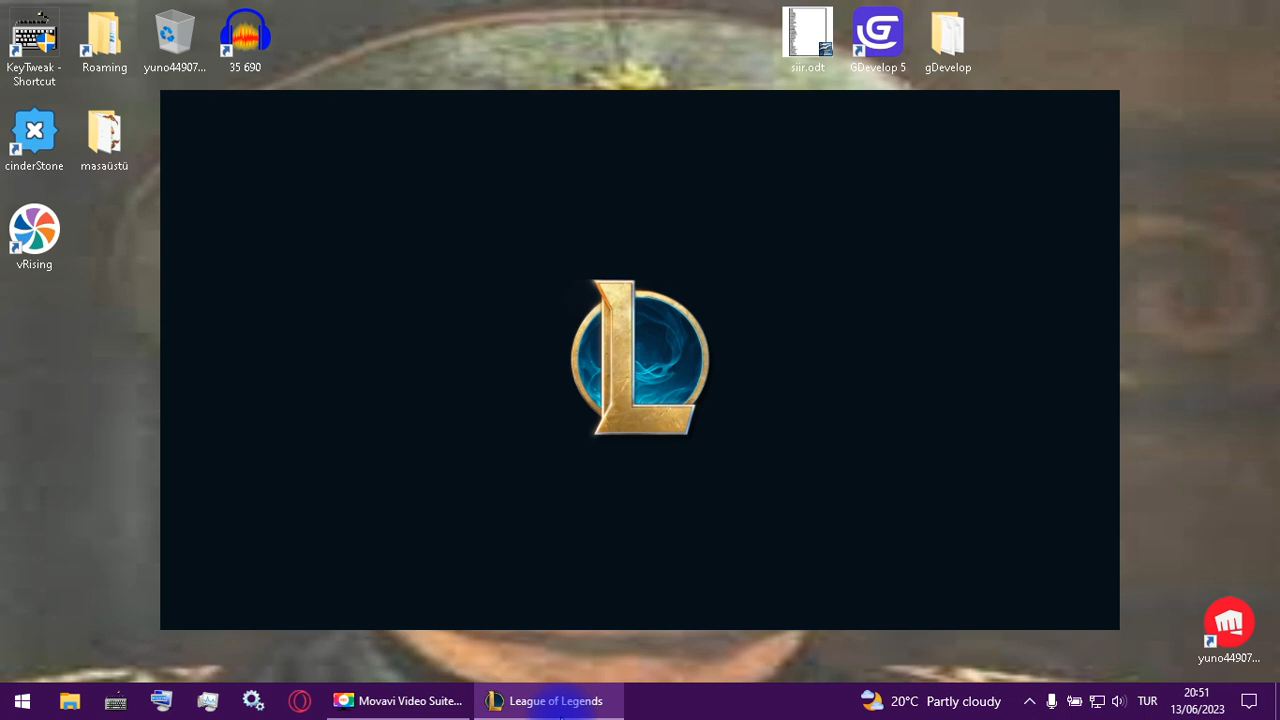 KeyTweak -
Shortcut
Roaming
yuno44907...
35 690
siir.odt
GDevelop 5
gDevelop
cinderStone
masaüstü
vRising
yuno44907...
Movavi Video Suite...
League of Legends
20°C Partly cloudy
TUR
20:51
13/06/2023